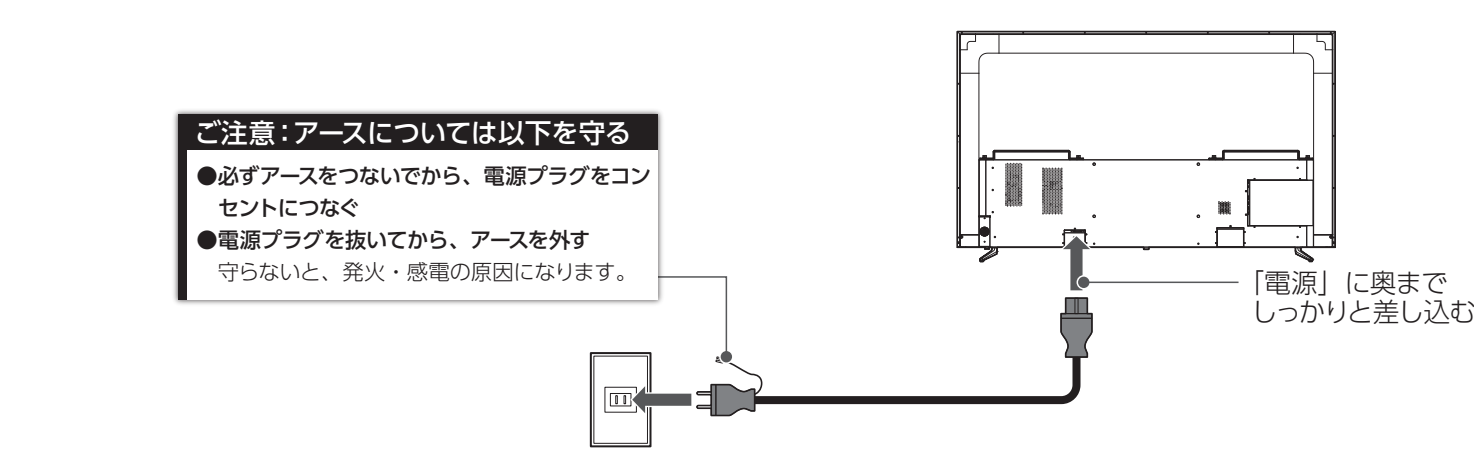 ご注意：アースについては以下を守る
●必ずアースをつないでから、電源プラグをコン
セントにつなぐ
●電源プラグを抜いてから、アースを外す
守らないと、発火・感電の原因になります。
「電源」に奥まで
しっかりと差し込む